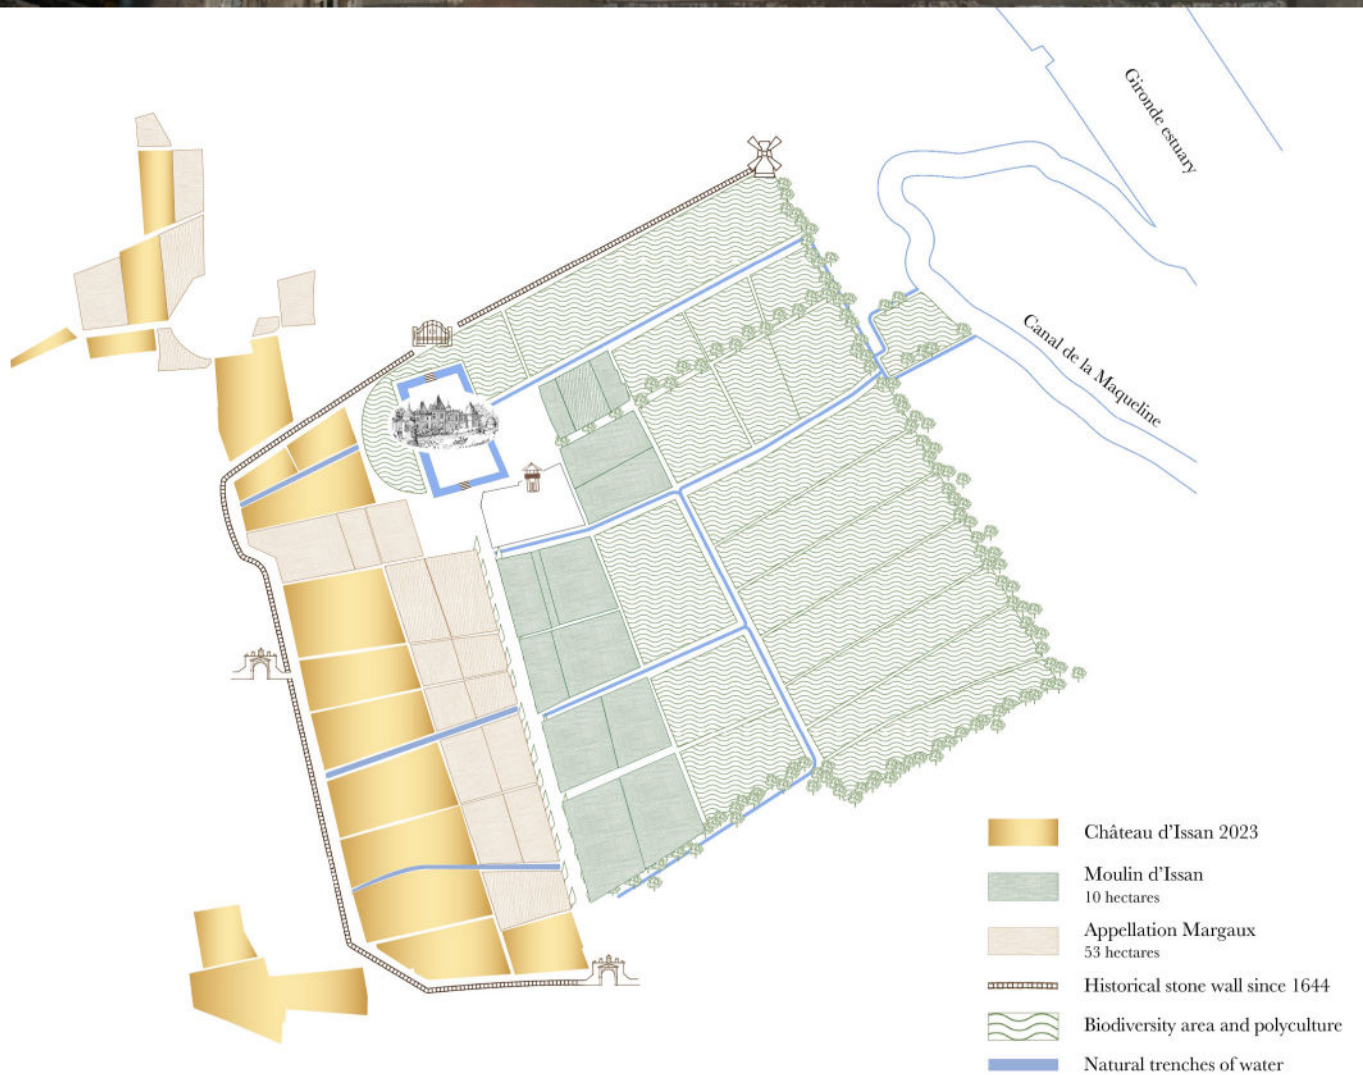 Gironde estuary
Canal de la Maqueline
Château d’Issan 2023
Moulin d’Issan
10 hectares
Appellation Margaux
53 hectares
Historical stone wall since 1644
Biodiversity area and polyculture
Natural trenches of water